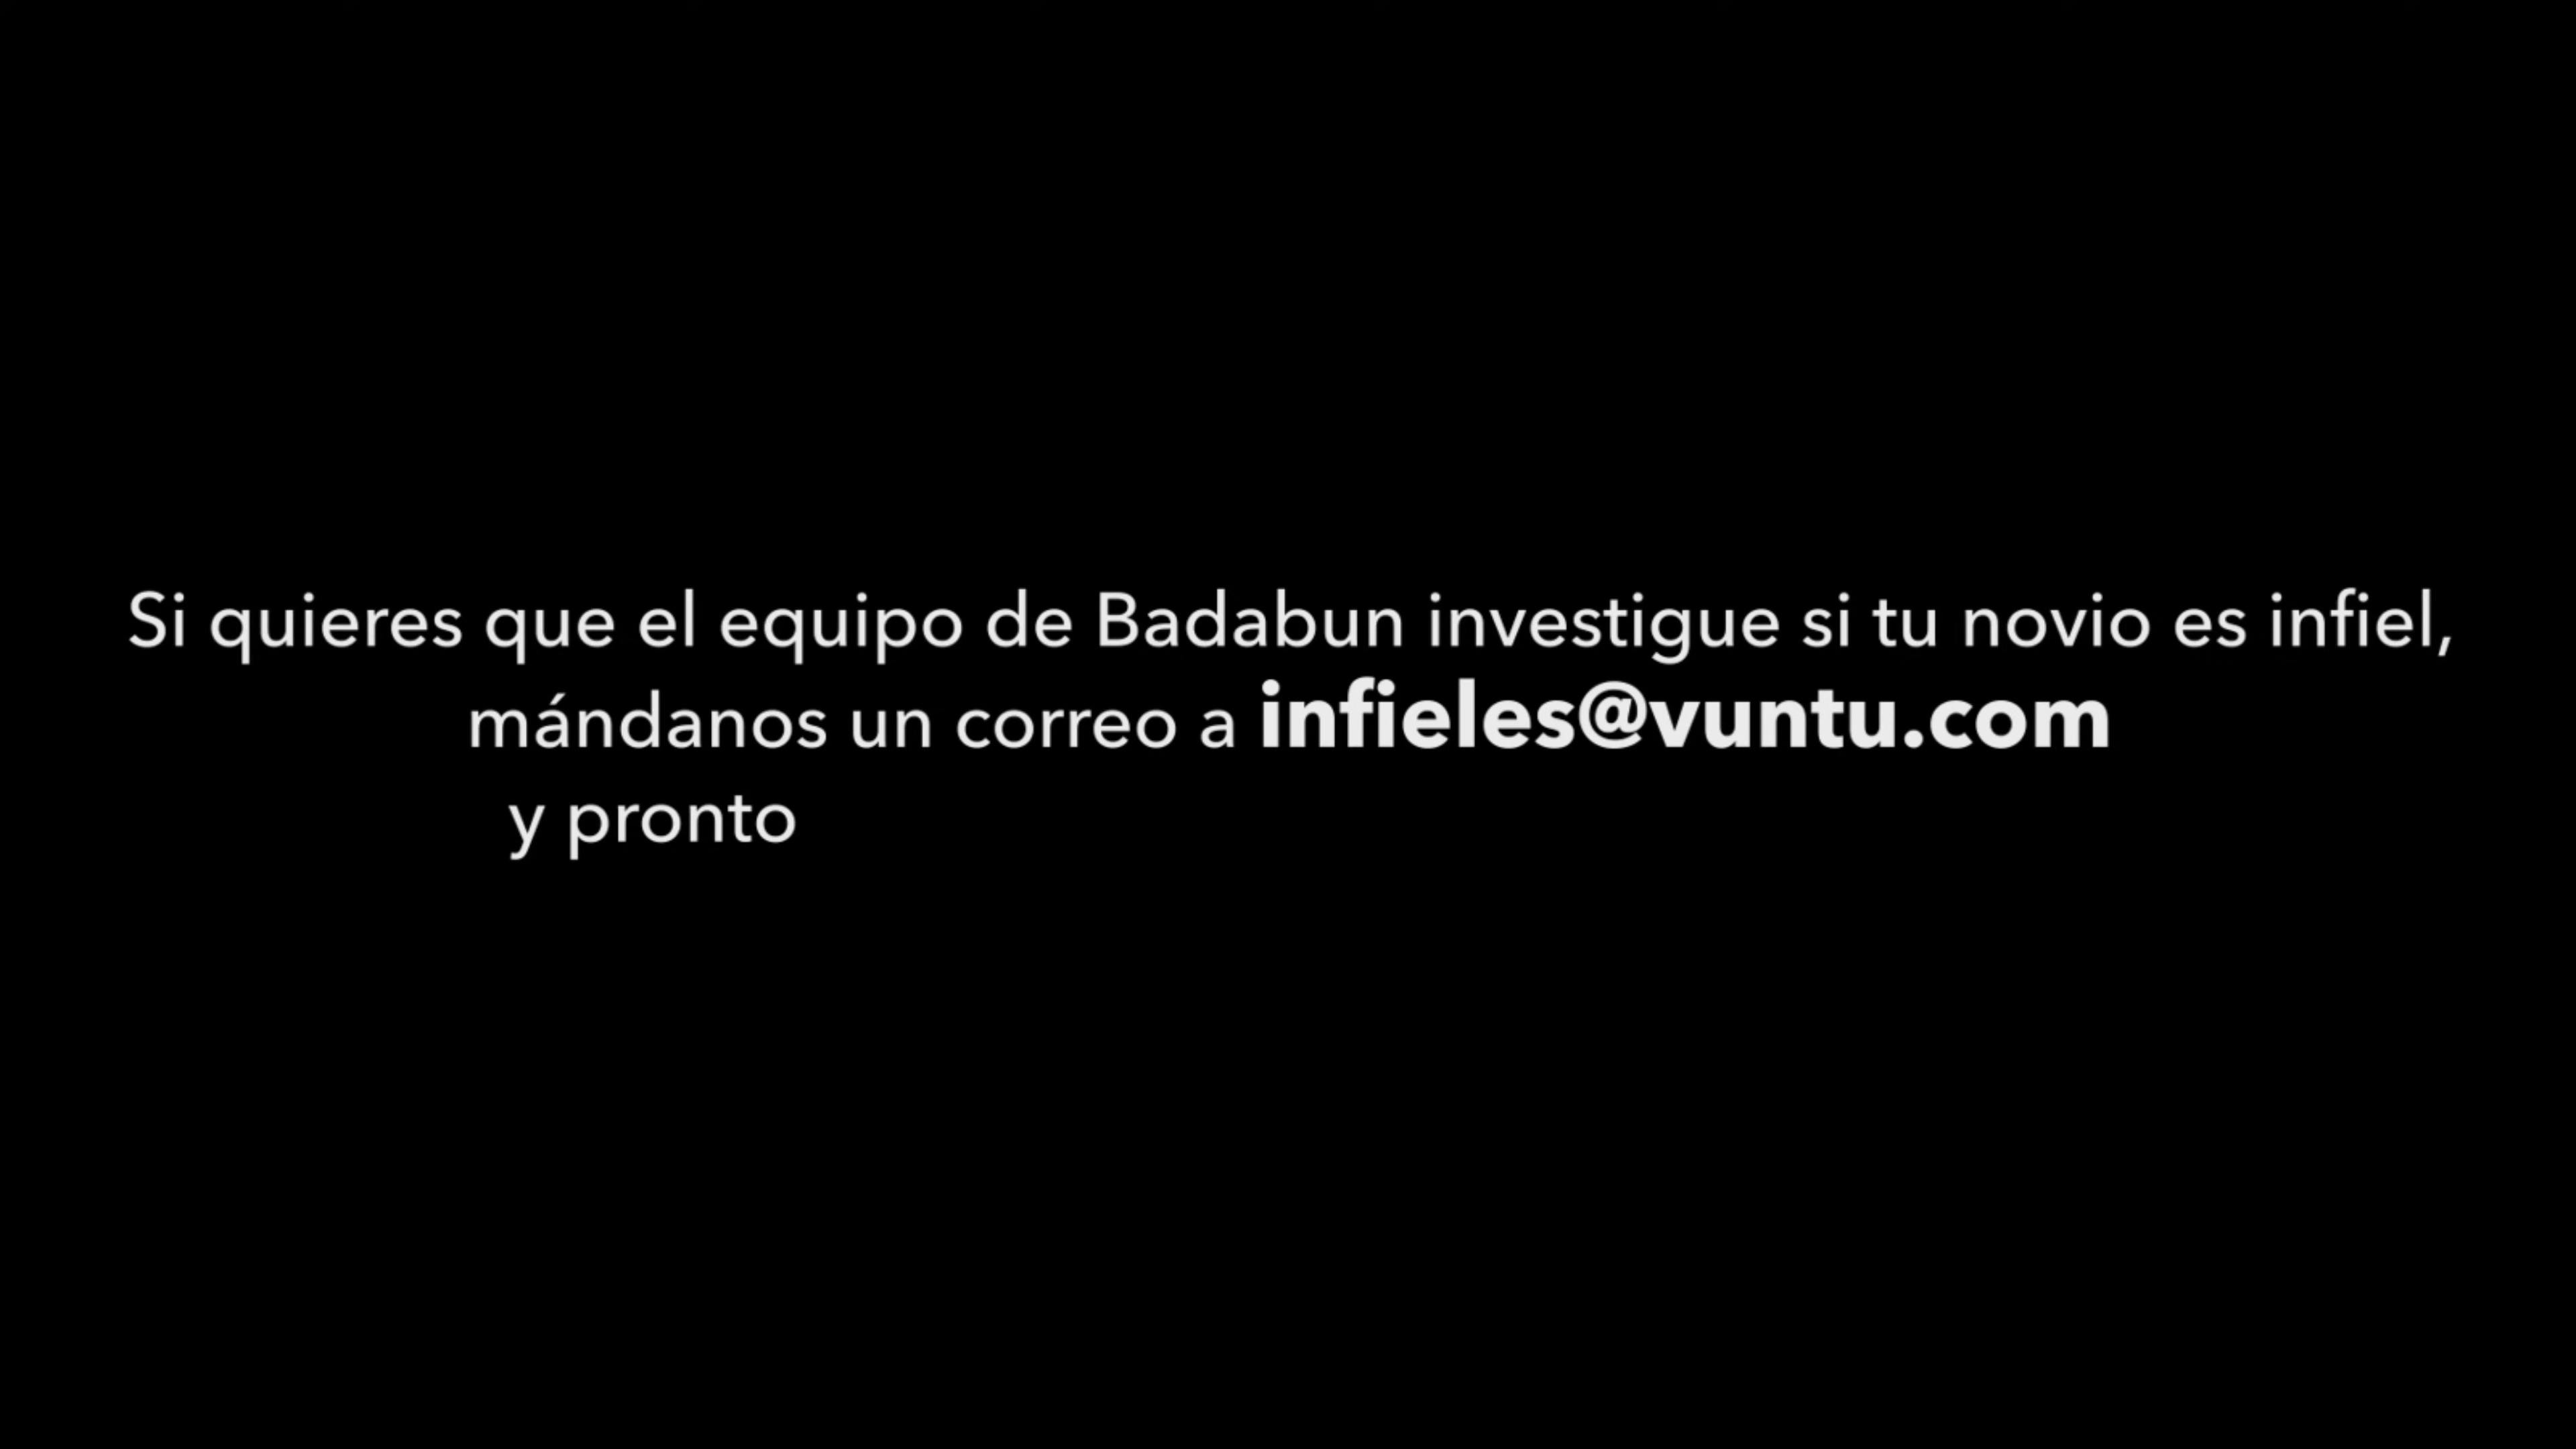 Si quieres que el equipo de Badabun investigue si tu novio es infiel,
mándanos un correo a infieles@vuntu.com
y pronto